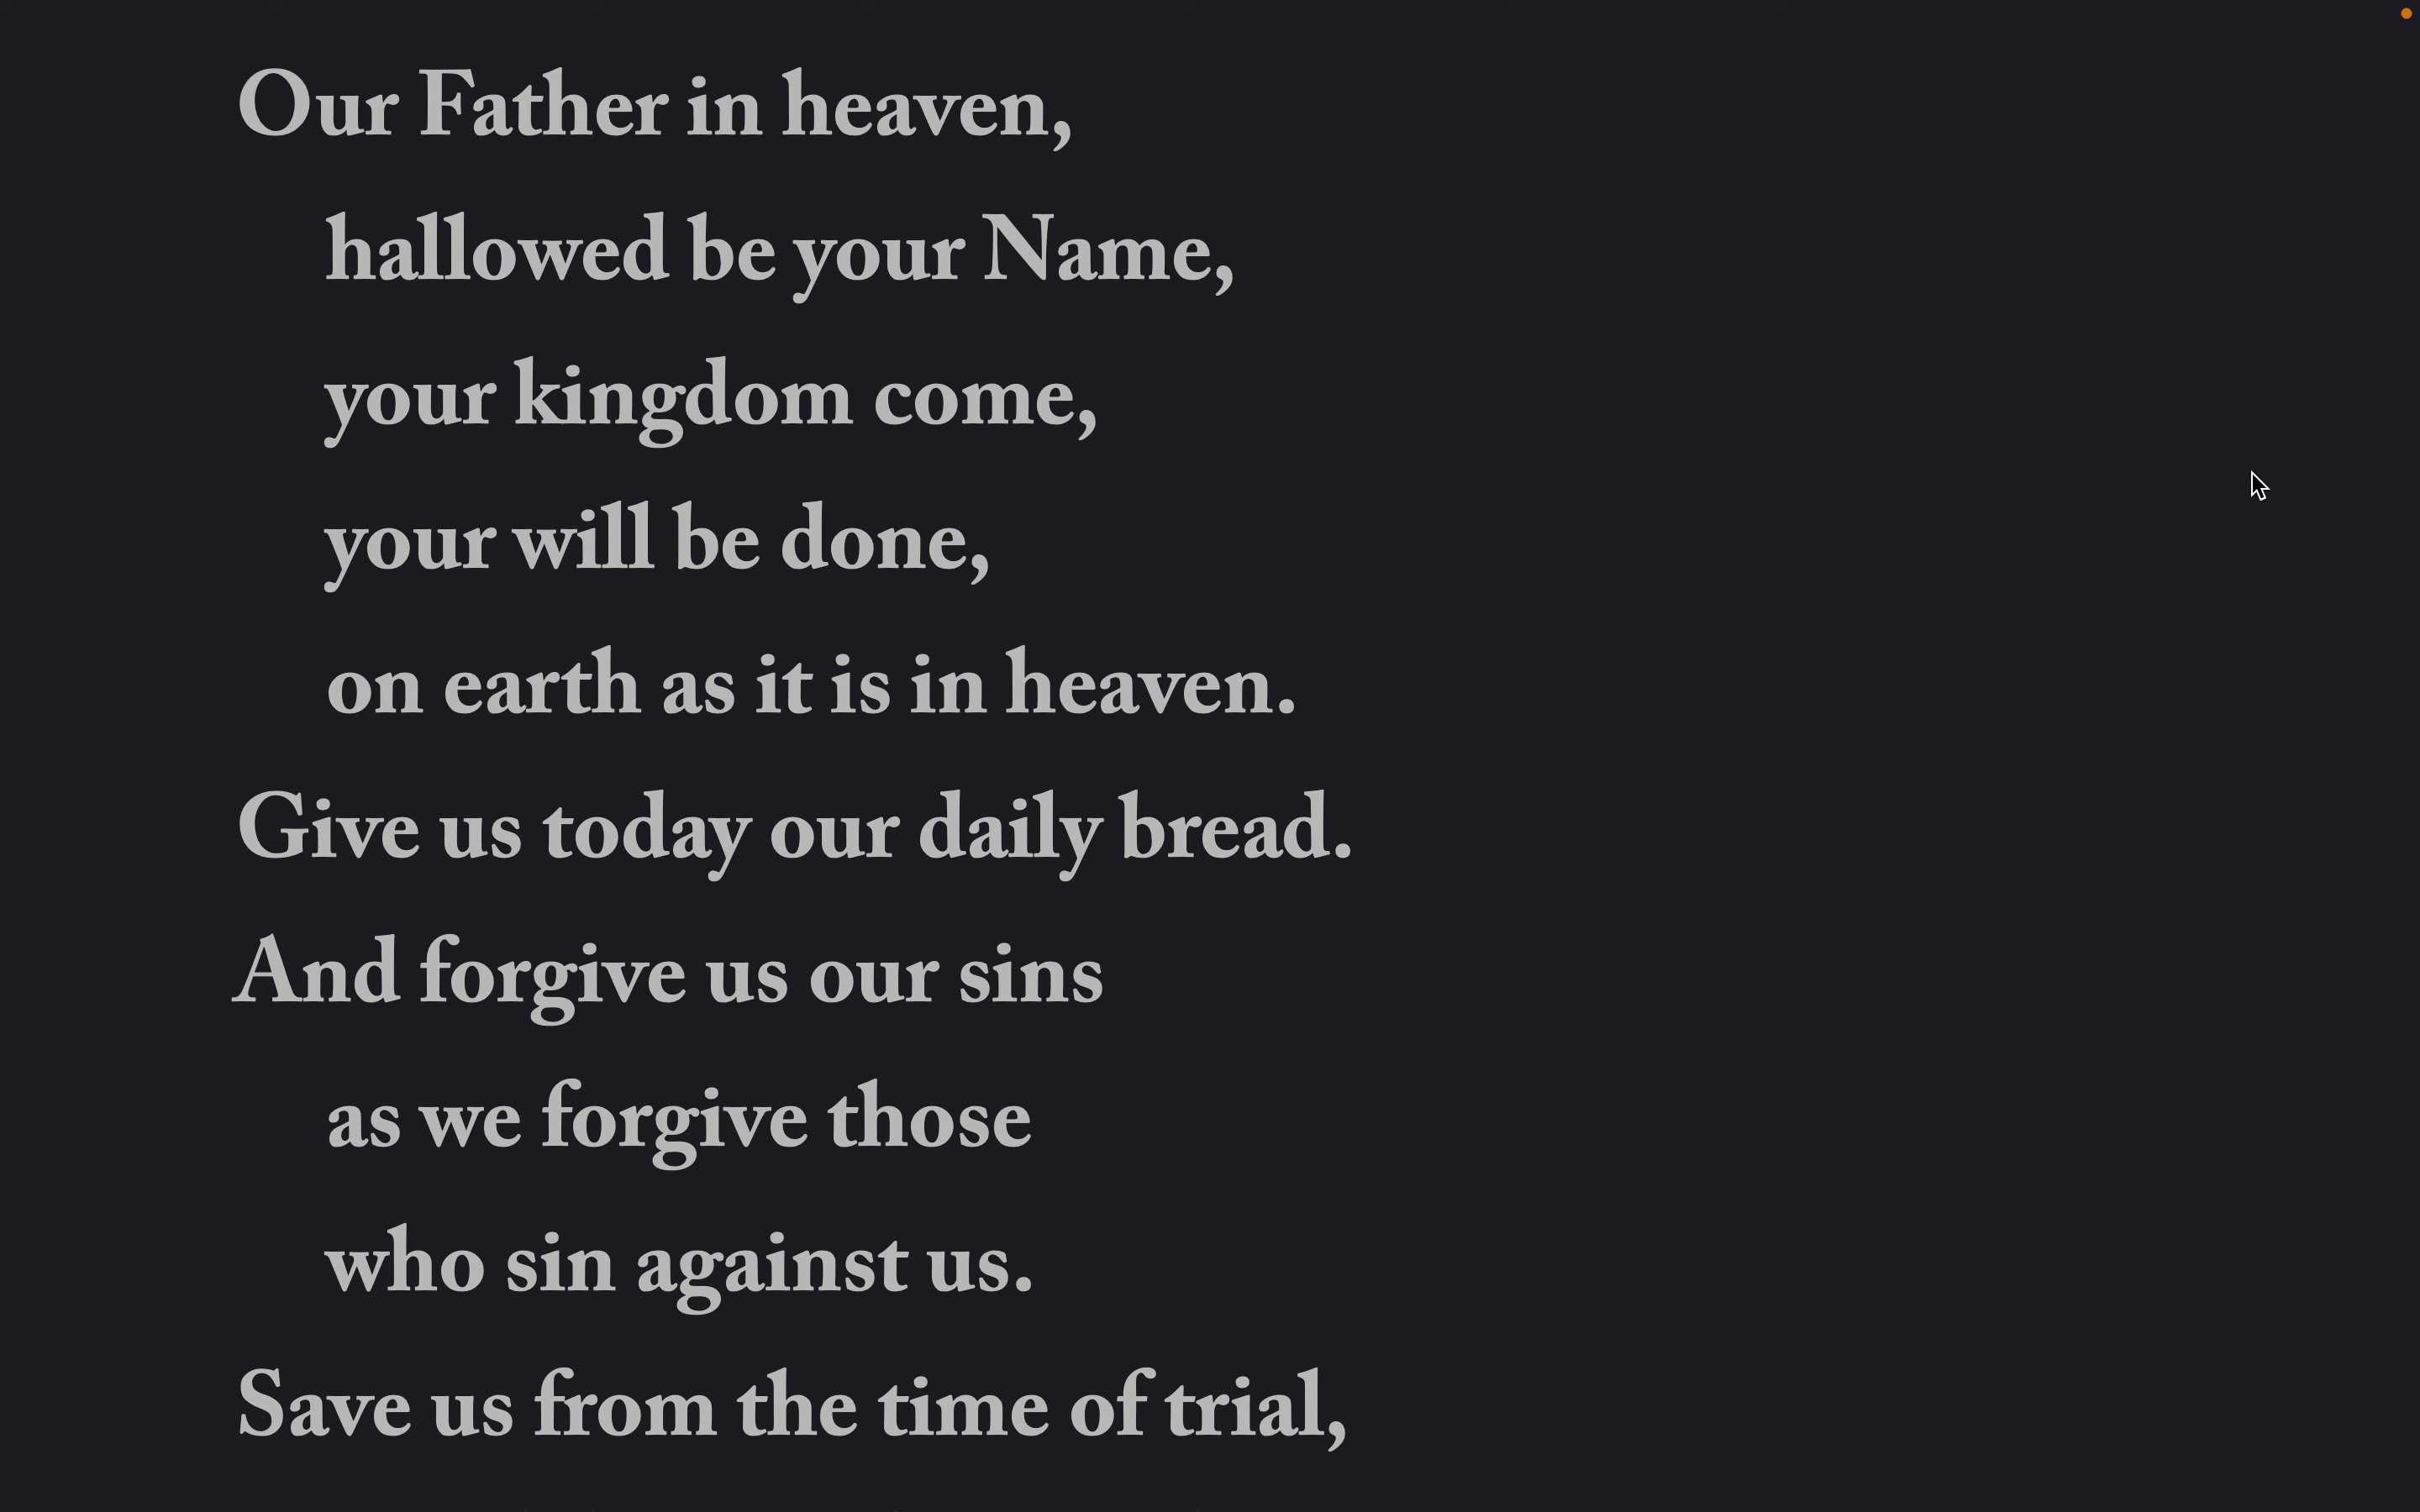 Our Father in heaven,
hallowed be your Name,
your kingdom come,
your will be done,
on earth as it is in heaven.
Give us today our daily bread.
And forgive us our sins
as we forgive those
who sin against us.
Save us from the time of trial,